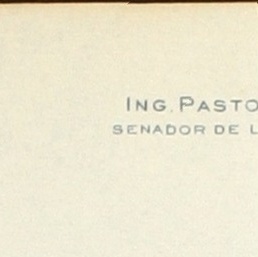 ING. PASTO
SENADOR DE L